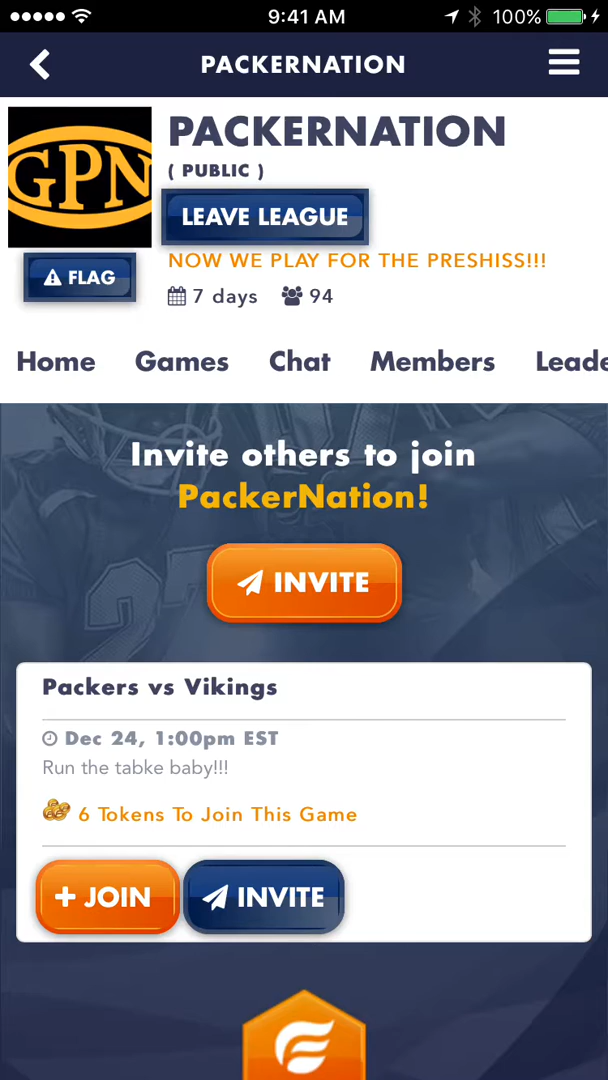 9:41 AM
100%
PACKERNATION
GPN
PACKERNATION
( PUBLIC )
LEAVE LEAGUE
FLAG
NOW WE PLAY FOR THE PRESHISS!!!
7 days 94
Home Games Chat Members Leade
Invite others to join
PackerNation!
INVITE
Packers vs Vikings
Dec 24, 1:00pm EST
Run the tabke baby!!!
6 Tokens To Join This Game
+ JOIN INVITE